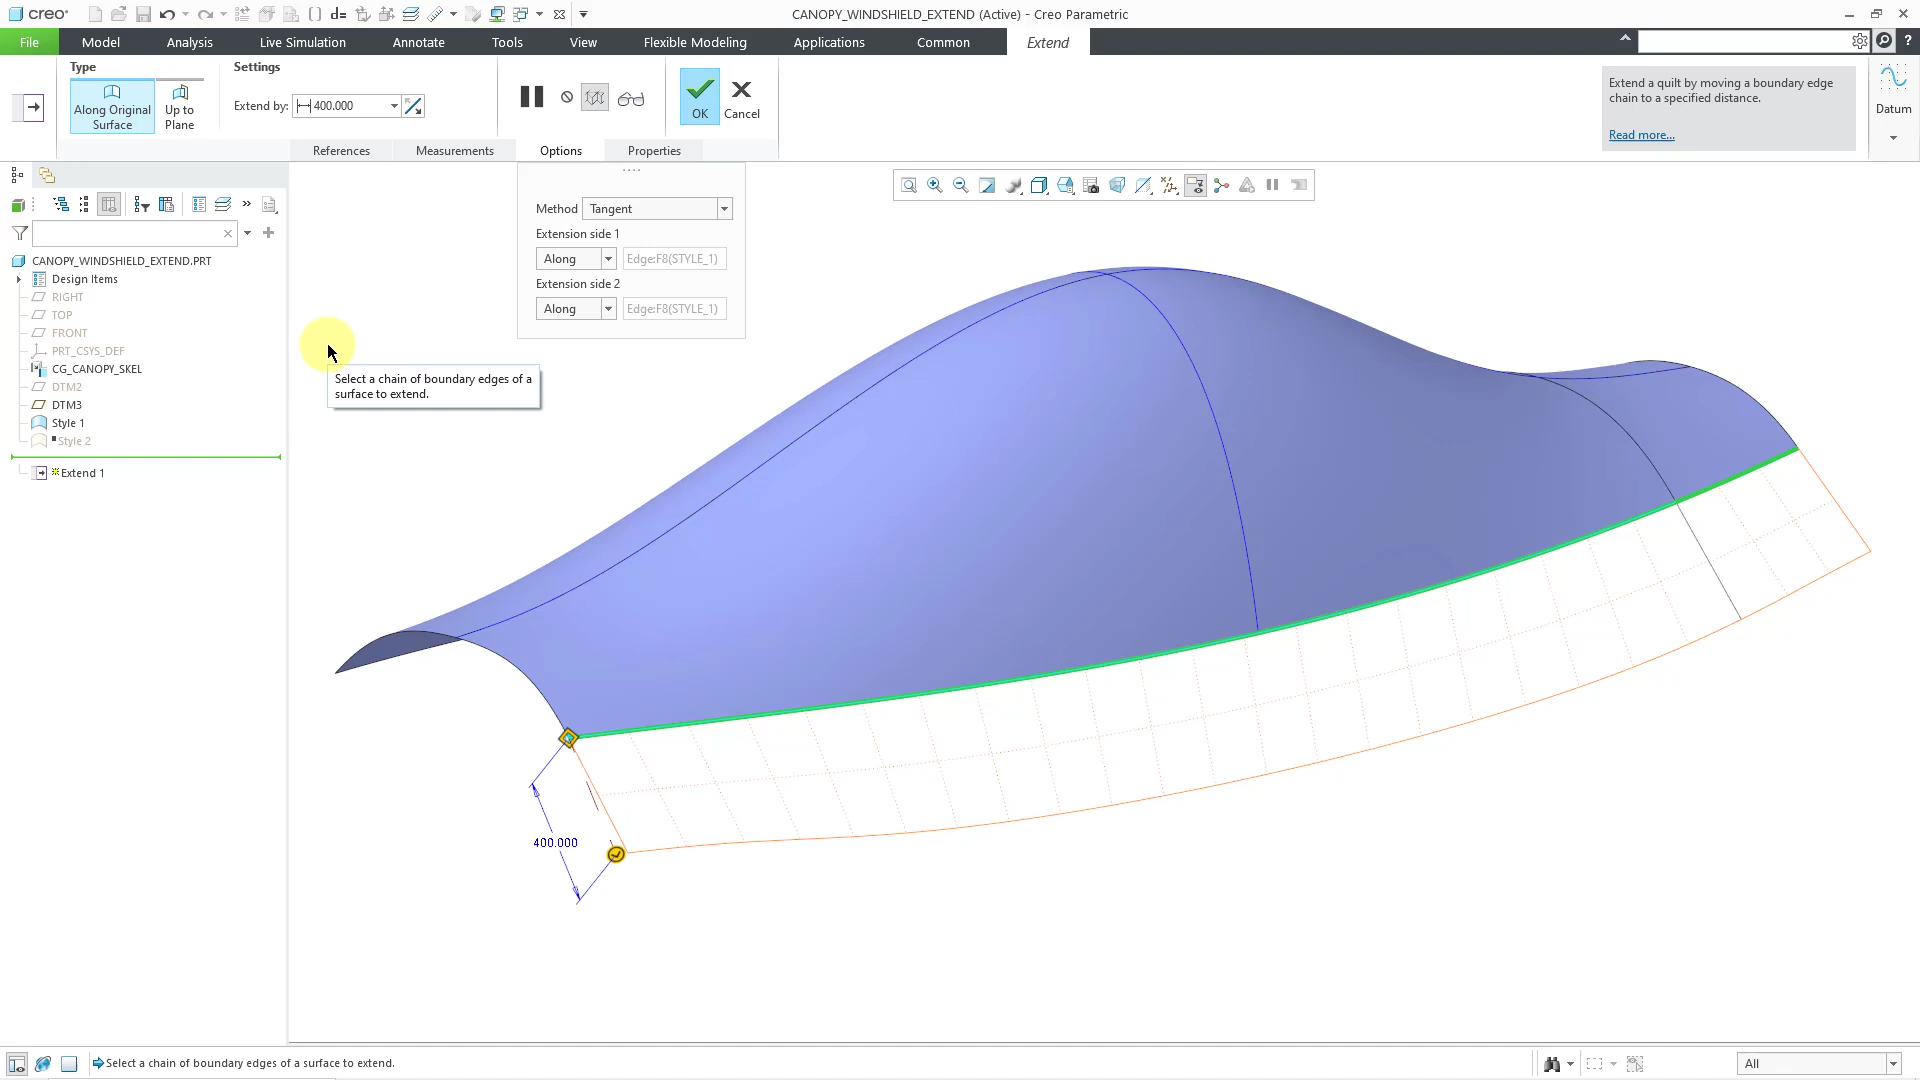 creo
CANOPY_WINDSHIELD_EXTEND (Active) - Creo Parametric
File
Model
Analysis
Live Simulation
Annotate
Tools
View
Flexible Modeling
Applications
Common
Extend
Type
Settings
Along Original
Surface
Up to
Plane
Extend by:
400.000
OK
Cancel
References
Measurements
Options
Properties
Extend a quilt by moving a boundary edge
chain to a specified distance.
Read more...
Datum
Method
Tangent
Extension side 1
Along
Edge:F8(STYLE_1)
Extension side 2
Along
Edge:F8(STYLE_1)
CANOPY_WINDSHIELD_EXTEND.PRT
Design Items
RIGHT
TOP
FRONT
PRT_CSYS_DEF
CG_CANOPY_SKEL
DTM2
DTM3
Style 1
Style 2
Extend 1
Select a chain of boundary edges of a
surface to extend.
400.000
Select a chain of boundary edges of a surface to extend.
All